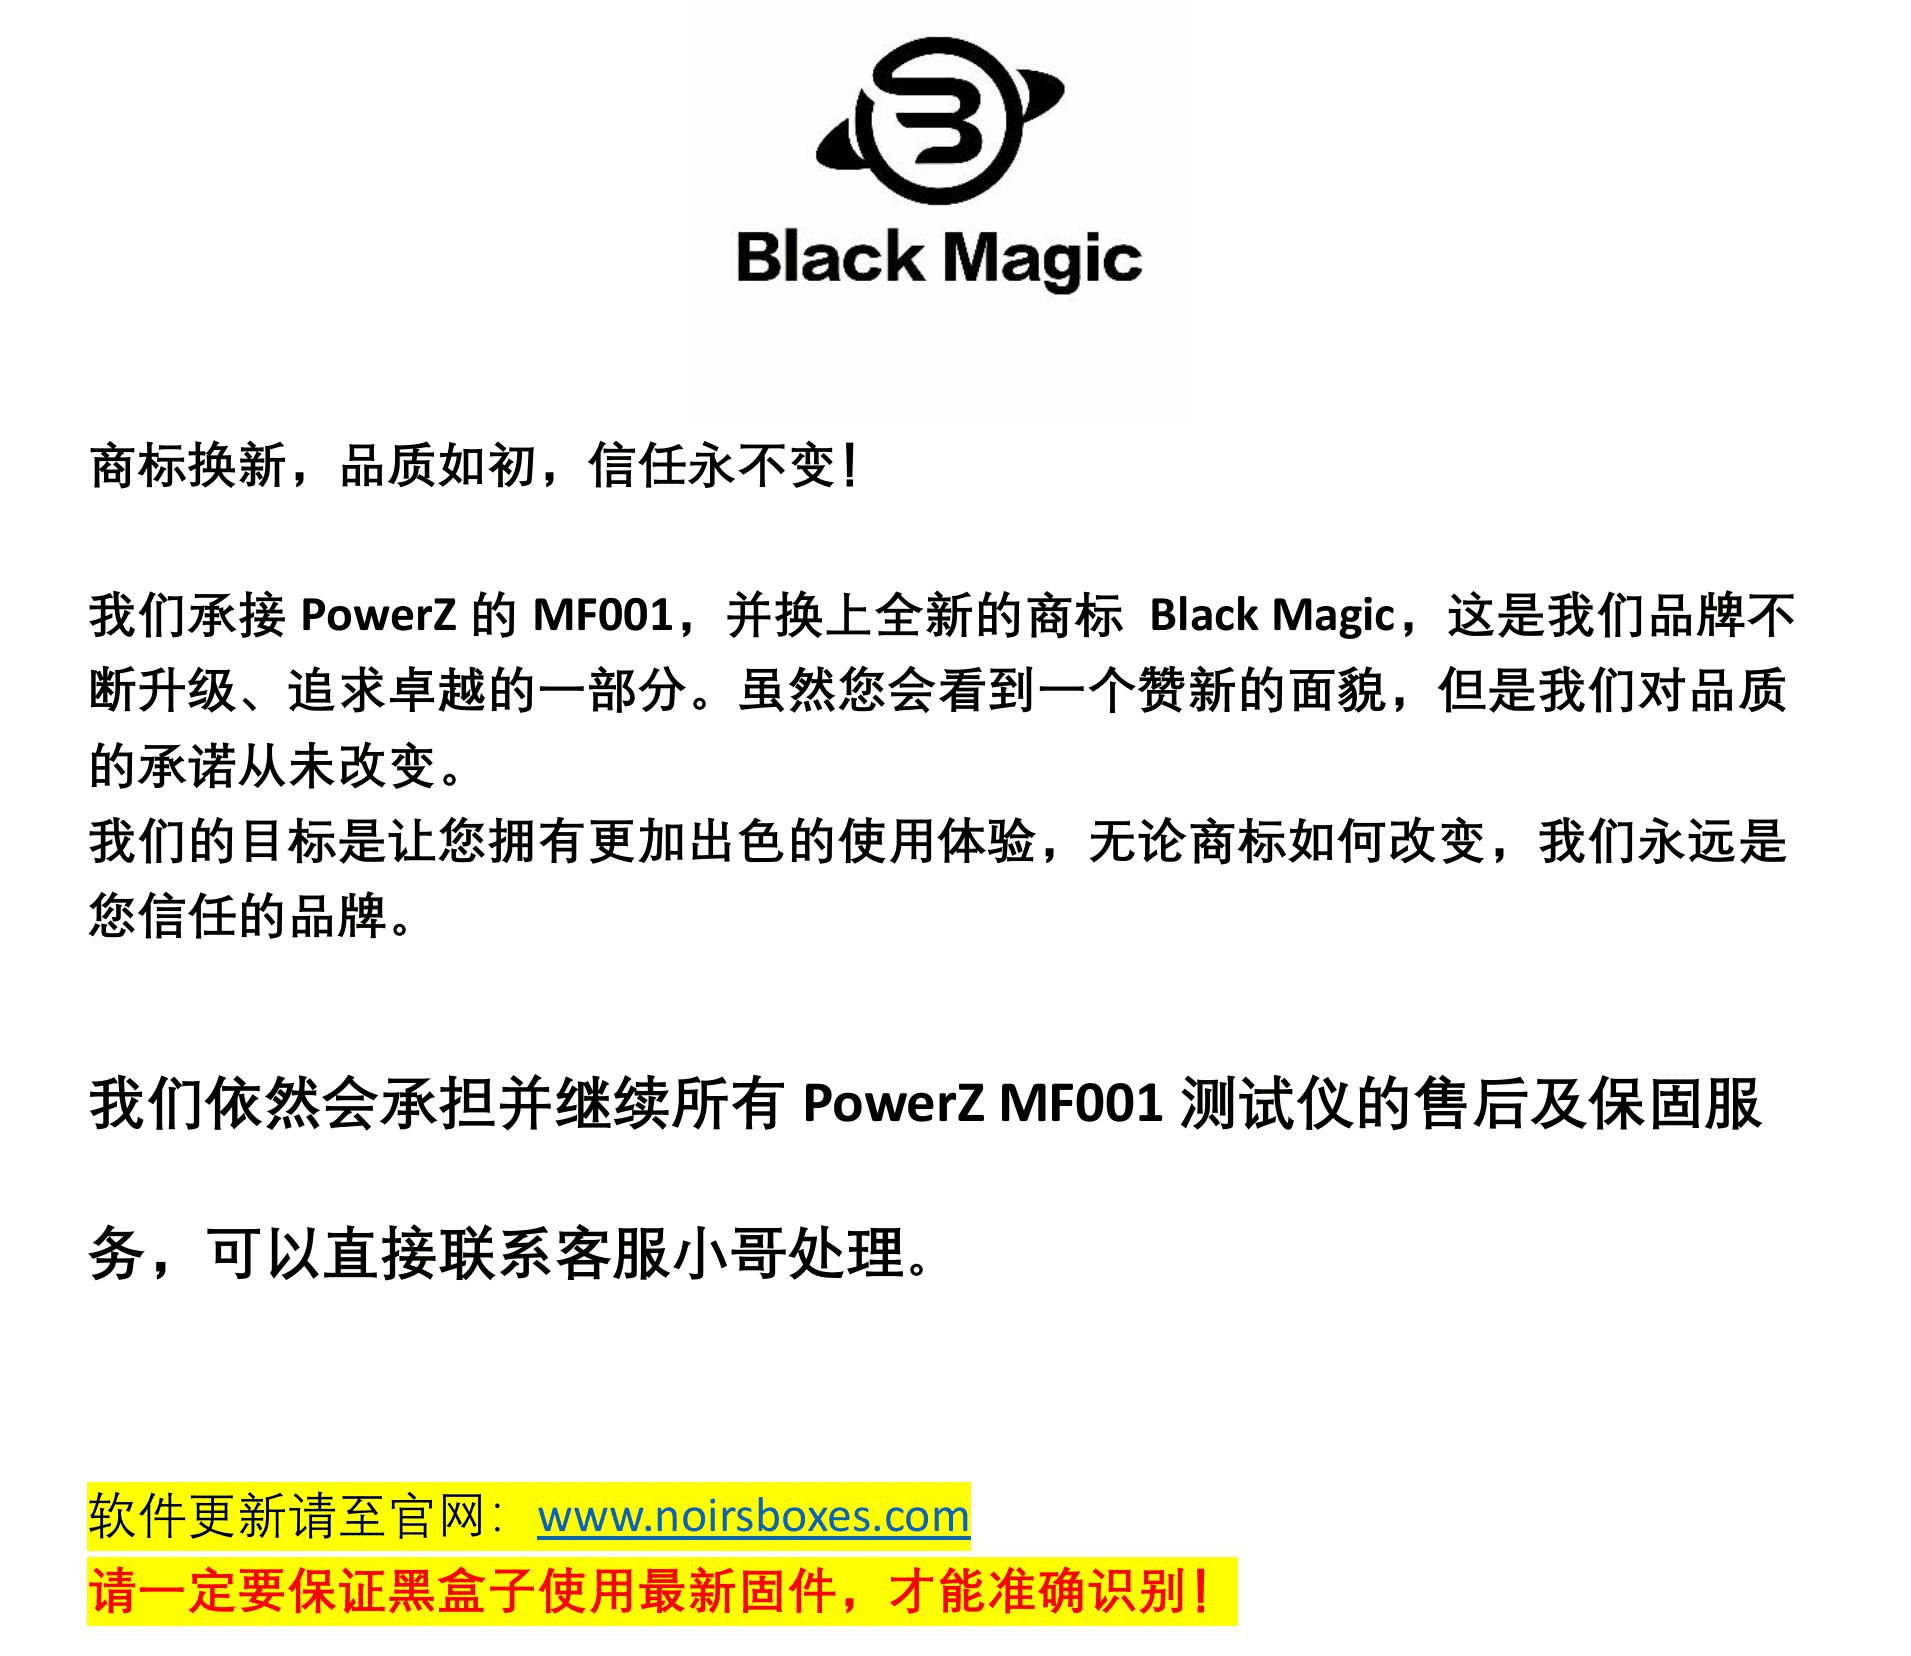 Black Magic
商标换新，品质如初，信任永不变！
我们承接 PowerZ 的 MF001，并换上全新的商标 Black Magic，这是我们品牌不
断升级、追求卓越的一部分。虽然您会看到一个赞新的面貌，但是我们对品质
的承诺从未改变。
我们的目标是让您拥有更加出色的使用体验，无论商标如何改变，我们永远是
您信任的品牌。
我们依然会承担并继续所有 PowerZ MF001 测试仪的售后及保固服
务，可以直接联系客服小哥处理。
软件更新请至官网：www.noirsboxes.com
请一定要保证黑盒子使用最新固件，才能准确识别！